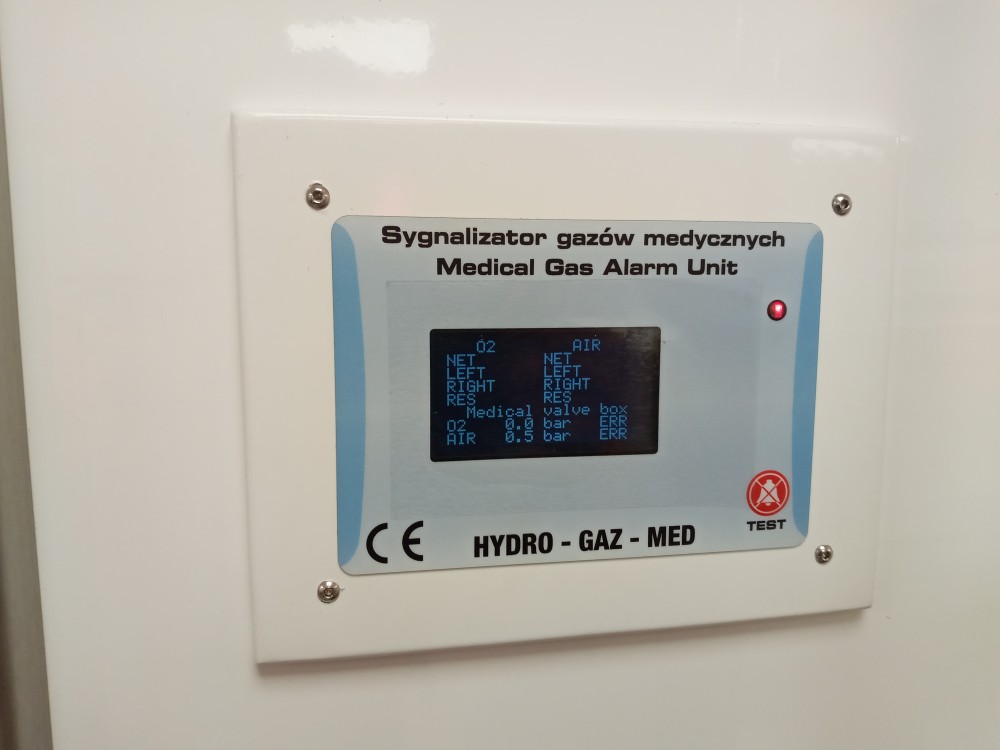 Sygnalizator gazów medycznych
Medical Gas Alarm Unit
O2 AIR
NET NET
LEFT LEFT
RIGHT RIGHT
RES RES
Medical valve box
O2 0.0 bar ERR
AIR 0.5 bar ERR
TEST
CE HYDRO - GAZ - MED